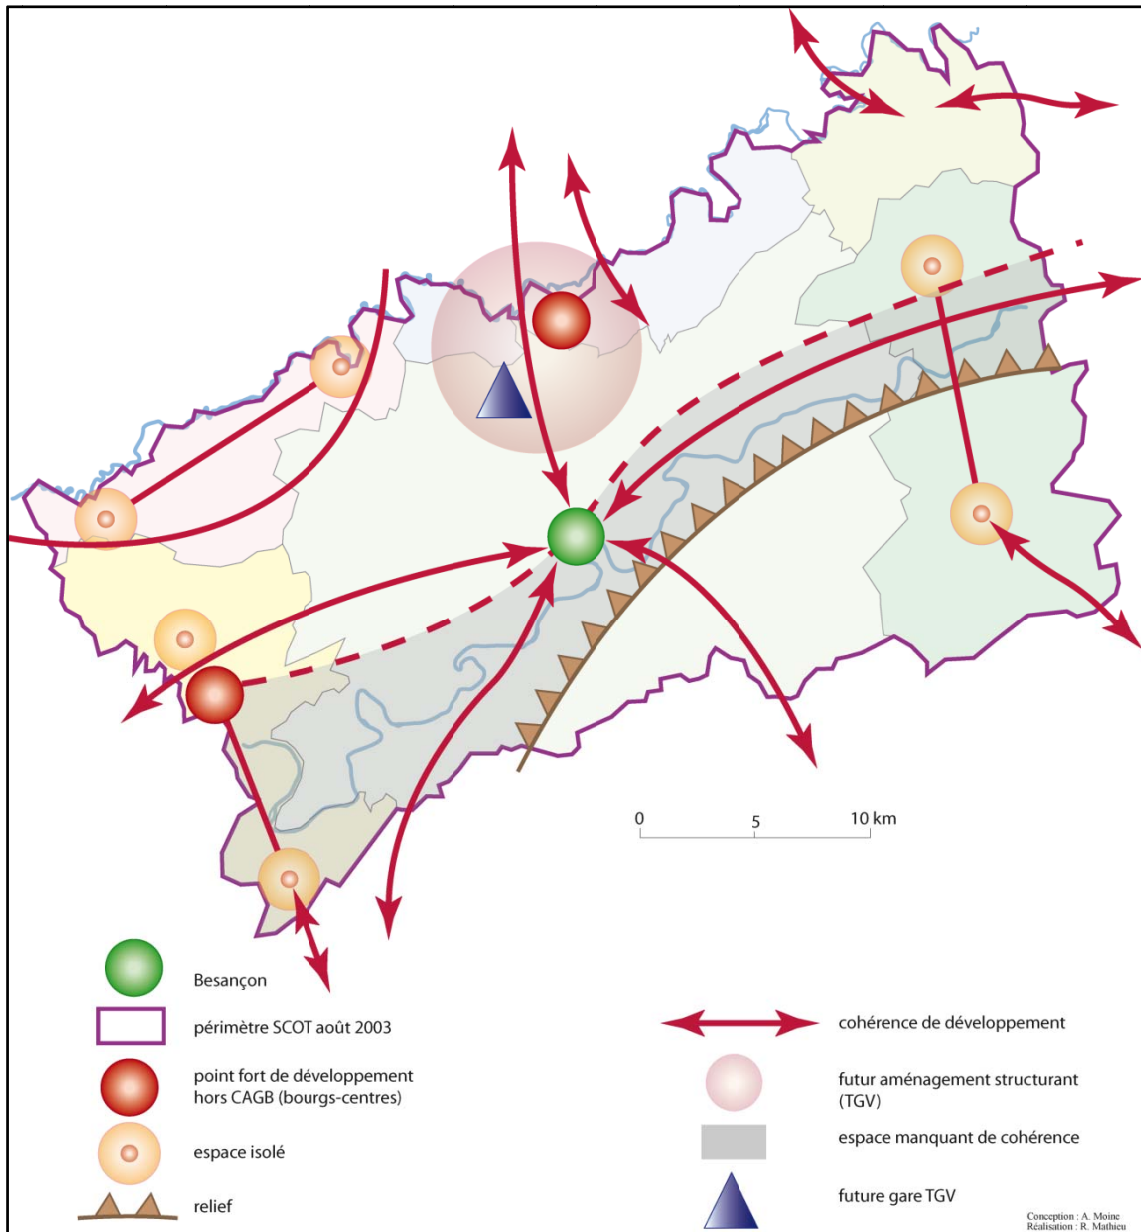 0
5
10 km
Besançon
périmètre SCOT août 2003
point fort de développement
hors CAGB (bourgs-centres)
espace isolé
relief
cohérence de développement
futur aménagement structurant
(TGV)
espace manquant de cohérence
future gare TGV
Conception : A. Moine
Réalisation : R. Mathieu